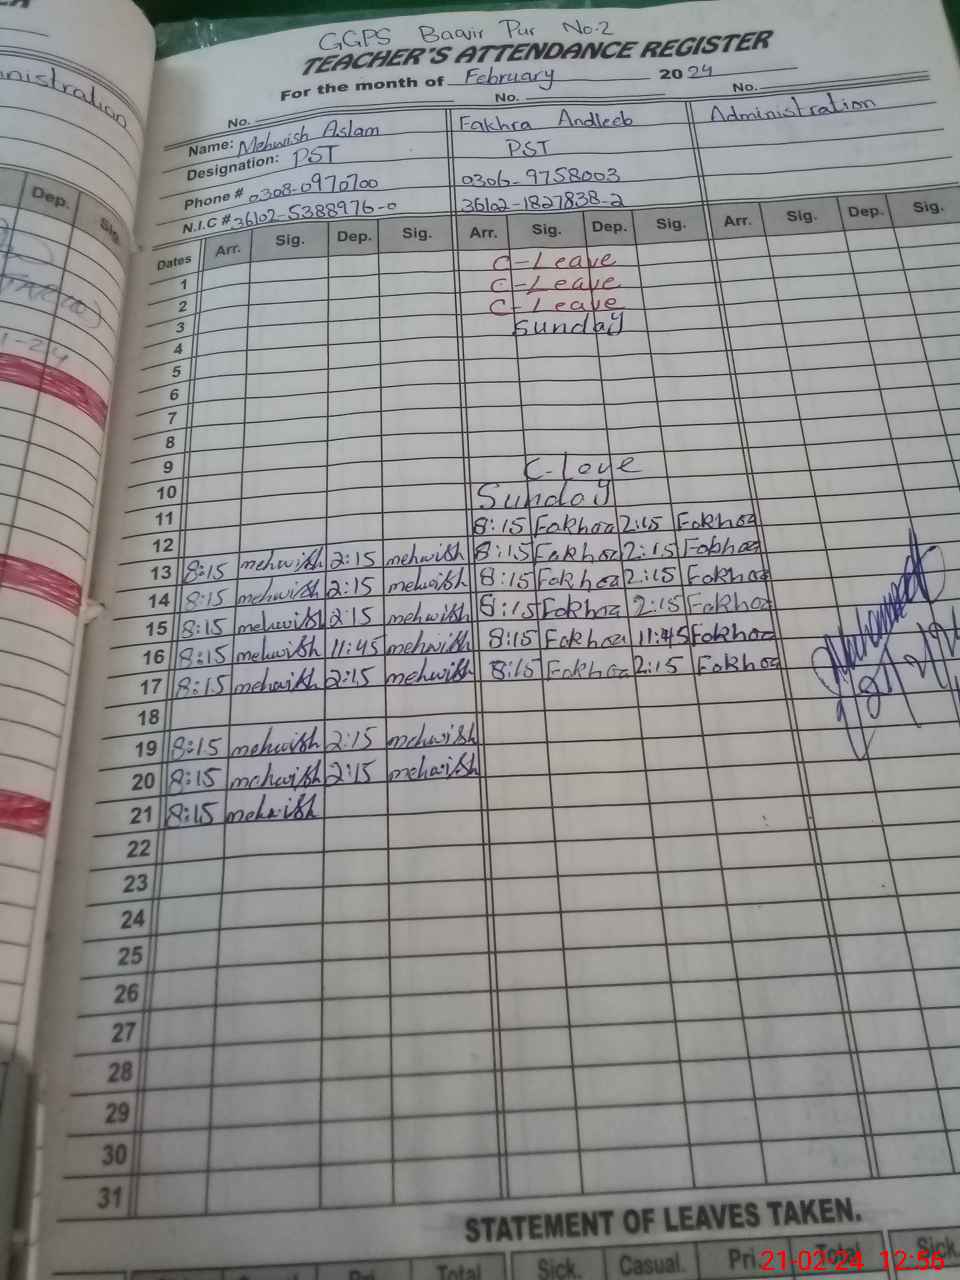 GGPS Baqir Pur No.2
TEACHER'S ATTENDANCE REGISTER
For the month of February 2024
No. No. No.
Name: Mehwish Aslam Fakhra Andleeb Administration
Designation: PST PST
Phone # 0308-0970700 0306-9758003
N.I.C # 36102-5388976-0 36102-1827838-2
Dates Arr. Sig. Dep. Sig. Arr. Sig. Dep. Sig. Arr. Sig. Dep. Sig.
1 C-Leave
2 C-Leave
3 C-Leave
4 Sunday
5
6
7
8
9
10 C-Leve
11 Sunday
12 8:15 Fakhra 2:15 Fakhra
13 8:15 mehwish 2:15 mehwish 8:15 Fakhra 2:15 Fakhra
14 8:15 mehwish 2:15 mehwish 8:15 Fakhra 2:15 Fakhra
15 8:15 mehwish 2:15 mehwish 8:15 Fakhra 2:15 Fakhra
16 8:15 mehwish 11:45 mehwish 8:15 Fakhra 11:45 Fakhra
17 8:15 mehwish 2:15 mehwish 8:15 Fakhra 2:15 Fakhra
18
19 8:15 mehwish 2:15 mehwish
20 8:15 mehwish 2:15 mehwish
21 8:15 mehwish
22
23
24
25
26
27
28
29
30
31
STATEMENT OF LEAVES TAKEN.
Total Sick. Casual. Pri. Total Sick.
21-02-24 12:56
Dep. Sig.